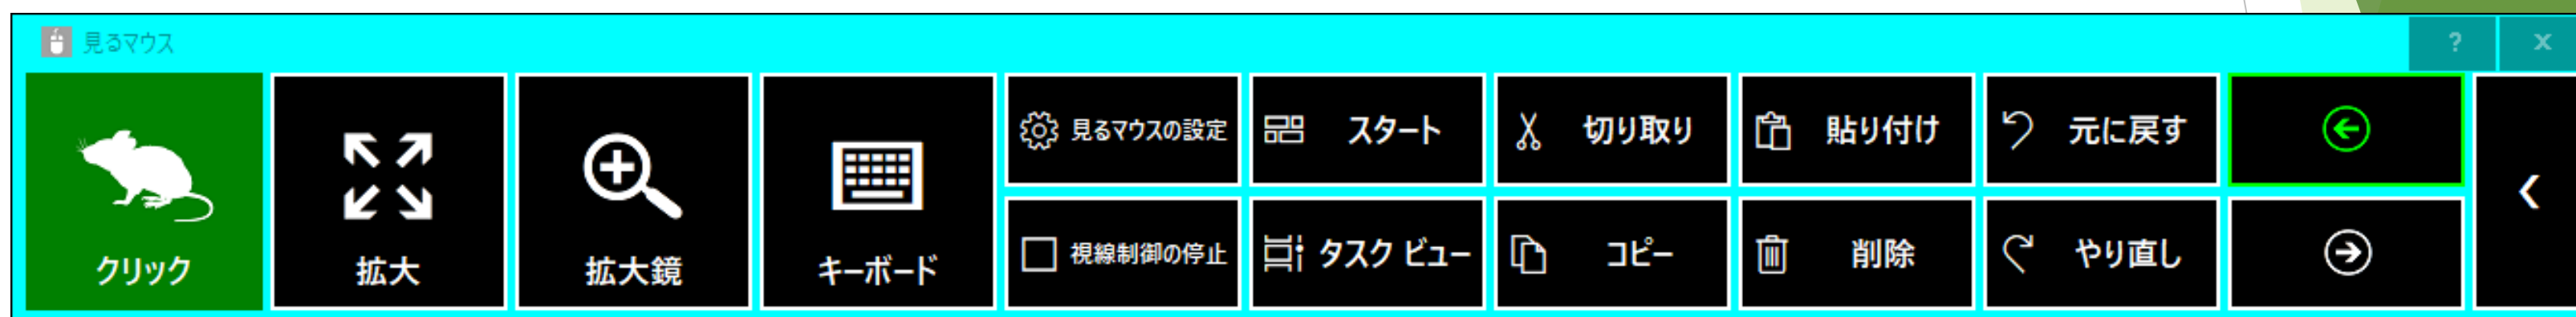 見るマウス
?
x
クリック
拡大
拡大鏡
キーボード
見るマウスの設定
スタート
切り取り
貼り付け
元に戻す
視線制御の停止
タスク ビュー
コピー
削除
やり直し